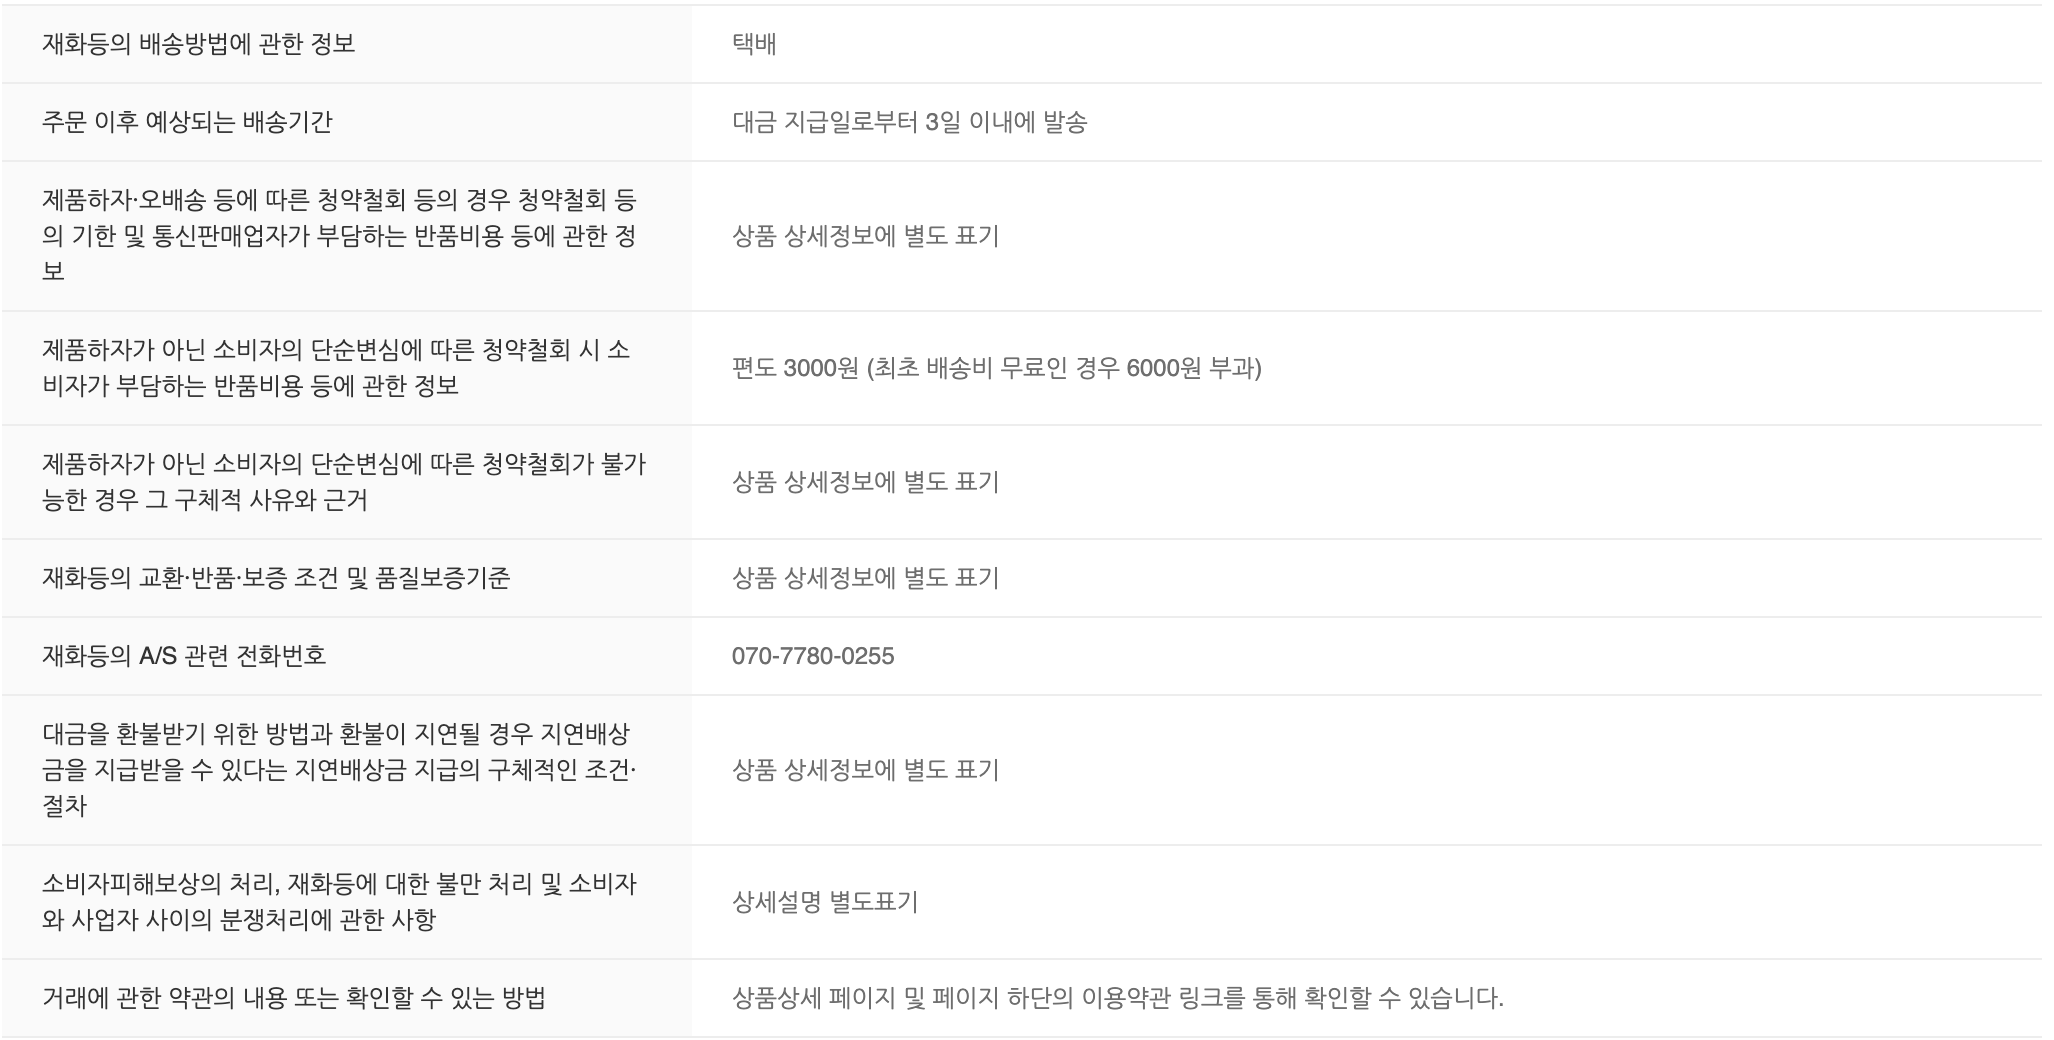 재화등의 배송방법에 관한 정보
택배
주문 이후 예상되는 배송기간
대금 지급일로부터 3일 이내에 발송
제품하자·오배송 등에 따른 청약철회 등의 경우 청약철회 등
의 기한 및 통신판매업자가 부담하는 반품비용 등에 관한 정
보
상품 상세정보에 별도 표기
제품하자가 아닌 소비자의 단순변심에 따른 청약철회 시 소
비자가 부담하는 반품비용 등에 관한 정보
편도 3000원 (최초 배송비 무료인 경우 6000원 부과)
제품하자가 아닌 소비자의 단순변심에 따른 청약철회가 불가
능한 경우 그 구체적 사유와 근거
상품 상세정보에 별도 표기
재화등의 교환·반품·보증 조건 및 품질보증기준
상품 상세정보에 별도 표기
재화등의 A/S 관련 전화번호
070-7780-0255
대금을 환불받기 위한 방법과 환불이 지연될 경우 지연배상
금을 지급받을 수 있다는 지연배상금 지급의 구체적인 조건·
절차
상품 상세정보에 별도 표기
소비자피해보상의 처리, 재화등에 대한 불만 처리 및 소비자
와 사업자 사이의 분쟁처리에 관한 사항
상세설명 별도표기
거래에 관한 약관의 내용 또는 확인할 수 있는 방법
상품상세 페이지 및 페이지 하단의 이용약관 링크를 통해 확인할 수 있습니다.